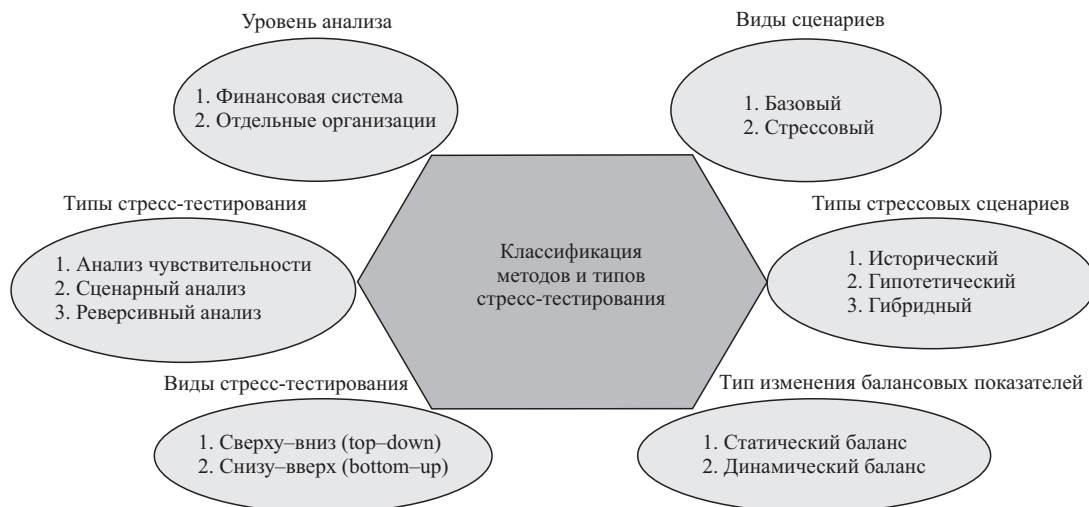 Уровень анализа
1. Финансовая система
2. Отдельные организации
Виды сценариев
1. Базовый
2. Стрессовый
Типы стресс-тестирования
1. Анализ чувствительности
2. Сценарный анализ
3. Реверсивный анализ
Классификация
методов и типов
стресс-тестирования
Типы стрессовых сценариев
1. Исторический
2. Гипотетический
3. Гибридный
Виды стресс-тестирования
1. Сверху–вниз (top–down)
2. Снизу–вверх (bottom–up)
Тип изменения балансовых показателей
1. Статический баланс
2. Динамический баланс